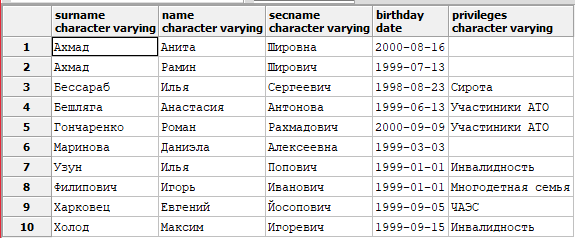 surname name secname birthday privileges
character varying character varying character varying date character varying
1 Ахмад Анита Шировна 2000-08-16
2 Ахмад Рамин Ширович 1999-07-13
3 Бессараб Илья Сергеевич 1998-08-23 Сирота
4 Бешляга Анастасия Антонова 1999-06-13 Участиники АТО
5 Гончаренко Роман Рахмадович 2000-09-09 Участиники АТО
6 Маринова Даниэла Алексеевна 1999-03-03
7 Узун Илья Попович 1999-01-01 Инвалидность
8 Филипович Игорь Иванович 1999-01-01 Многодетная семья
9 Харковец Евгений Йосопович 1999-09-05 ЧАЭС
10 Холод Максим Игоревич 1999-09-15 Инвалидность